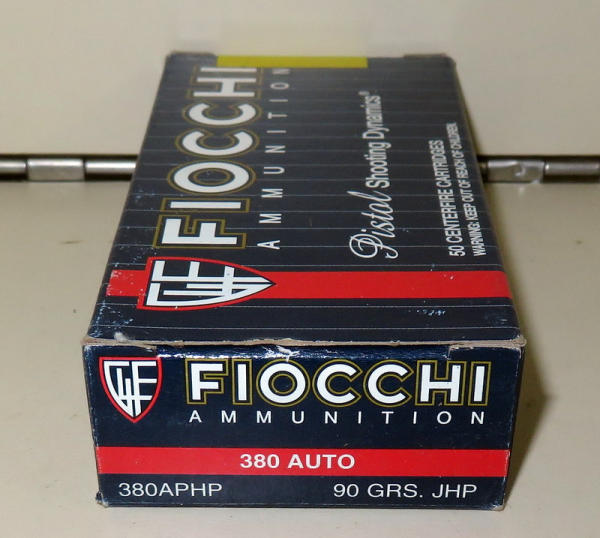 FIOCCHI
AMMUNITION
Pistol Shooting Dynamics®
50 CENTERFIRE CARTRIDGES
WARNING: KEEP OUT OF REACH OF CHILDREN.
GFL
FIOCCHI
AMMUNITION
380 AUTO
380APHP 90 GRS. JHP